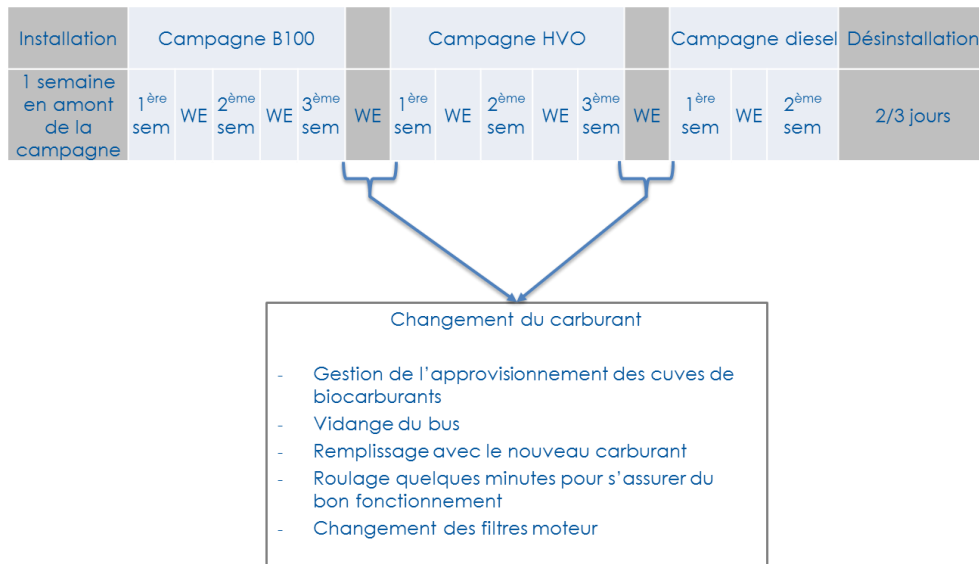 Installation Campagne B100 Campagne HVO Campagne diesel Désinstallation
1 semaine
en amont
de la
campagne
1ère
sem
WE
2ème
sem
WE
3ème
sem
WE
1ère
sem
WE
2ème
sem
WE
3ème
sem
WE
1ère
sem
WE
2ème
sem
2/3 jours
Changement du carburant
- Gestion de l’approvisionnement des cuves de
biocarburants
- Vidange du bus
- Remplissage avec le nouveau carburant
- Roulage quelques minutes pour s’assurer du
bon fonctionnement
- Changement des filtres moteur